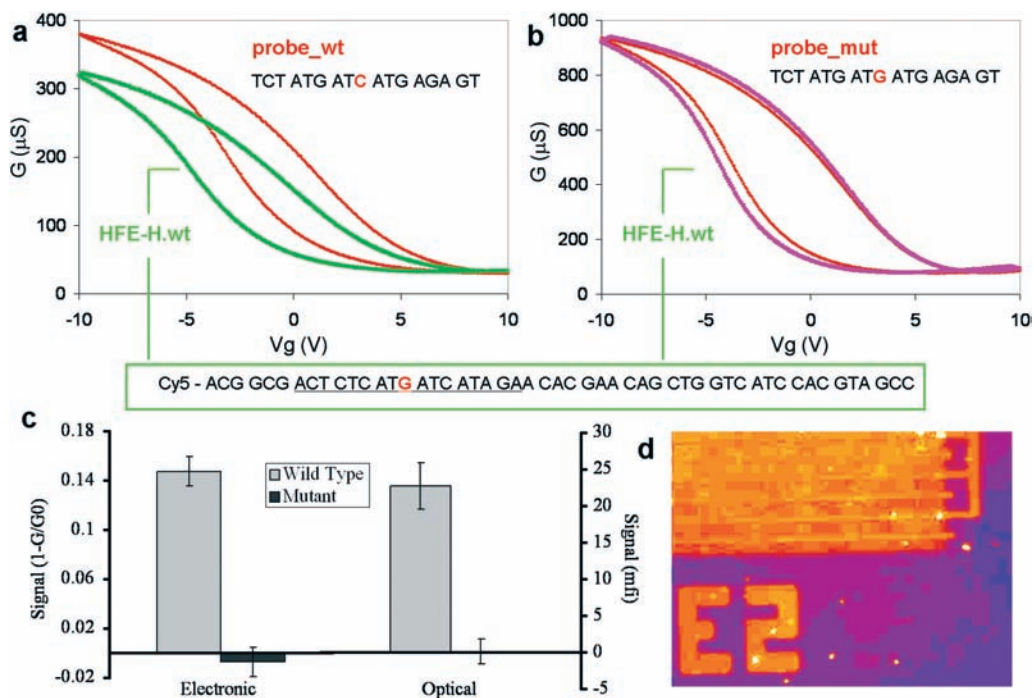 a
probe_wt
TCT ATG ATC ATG AGA GT
400
300
200
100
0
G (µS)
-10 -5 0 5 10
Vg (V)
HFE-H.wt
b
probe_mut
TCT ATG ATG ATG AGA GT
1000
800
600
400
200
0
G (µS)
-10 -5 0 5 10
Vg (V)
HFE-H.wt
Cy5 - ACG GCG ACT CTC ATG ATC ATA GAA CAC GAA CAG CTG GTC ATC CAC GTA GCC
c
0.18
0.14
0.1
0.06
0.02
-0.02
Signal (1-G/G0)
Wild Type
Mutant
30
25
20
15
10
5
0
-5
Signal (mfi)
Electronic Optical
d
E2